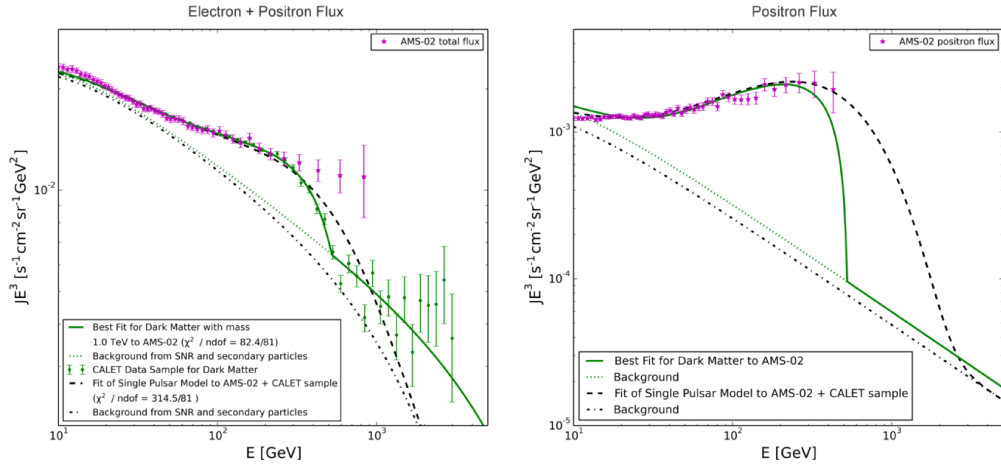 Electron + Positron Flux
AMS-02 total flux
JE³ [s⁻¹cm⁻²sr⁻¹GeV²]
10⁻²
Best Fit for Dark Matter with mass
1.0 TeV to AMS-02 (χ² / ndof = 82.4/81)
Background from SNR and secondary particles
CALET Data Sample for Dark Matter
Fit of Single Pulsar Model to AMS-02 + CALET sample
(χ² / ndof = 314.5/81 )
Background from SNR and secondary particles
10¹ 10² 10³
E [GeV]
Positron Flux
AMS-02 positron flux
JE³ [s⁻¹cm⁻²sr⁻¹GeV²]
10⁻³
10⁻⁴
10⁻⁵
Best Fit for Dark Matter to AMS-02
Background
Fit of Single Pulsar Model to AMS-02 + CALET sample
Background
10¹ 10² 10³
E [GeV]